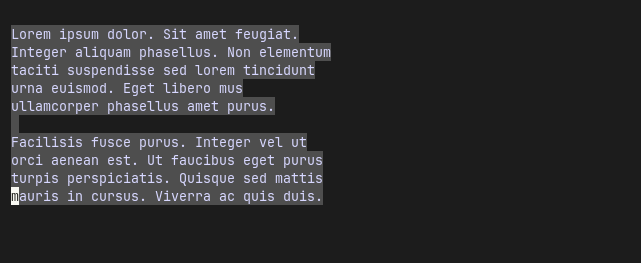 Lorem ipsum dolor. Sit amet feugiat.
Integer aliquam phasellus. Non elementum
taciti suspendisse sed lorem tincidunt
urna euismod. Eget libero mus
ullamcorper phasellus amet purus.

Facilisis fusce purus. Integer vel ut
orci aenean est. Ut faucibus eget purus
turpis perspiciatis. Quisque sed mattis
mauris in cursus. Viverra ac quis duis.